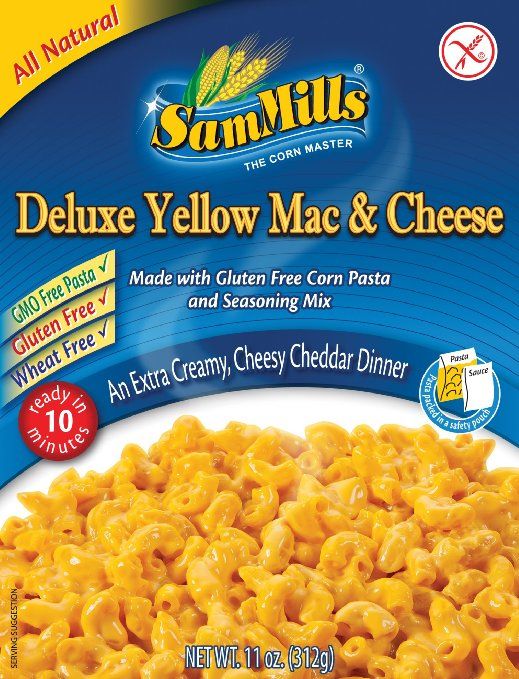 All Natural
SamMills®
THE CORN MASTER
Deluxe Yellow Mac & Cheese
Made with Gluten Free Corn Pasta
and Seasoning Mix
GMO Free Pasta ✓
Gluten Free ✓
Wheat Free ✓
An Extra Creamy, Cheesy Cheddar Dinner
ready in
10
minutes
Pasta
Sauce
Pasta packed in a safety pouch
SERVING SUGGESTION
NET WT. 11 oz. (312g)